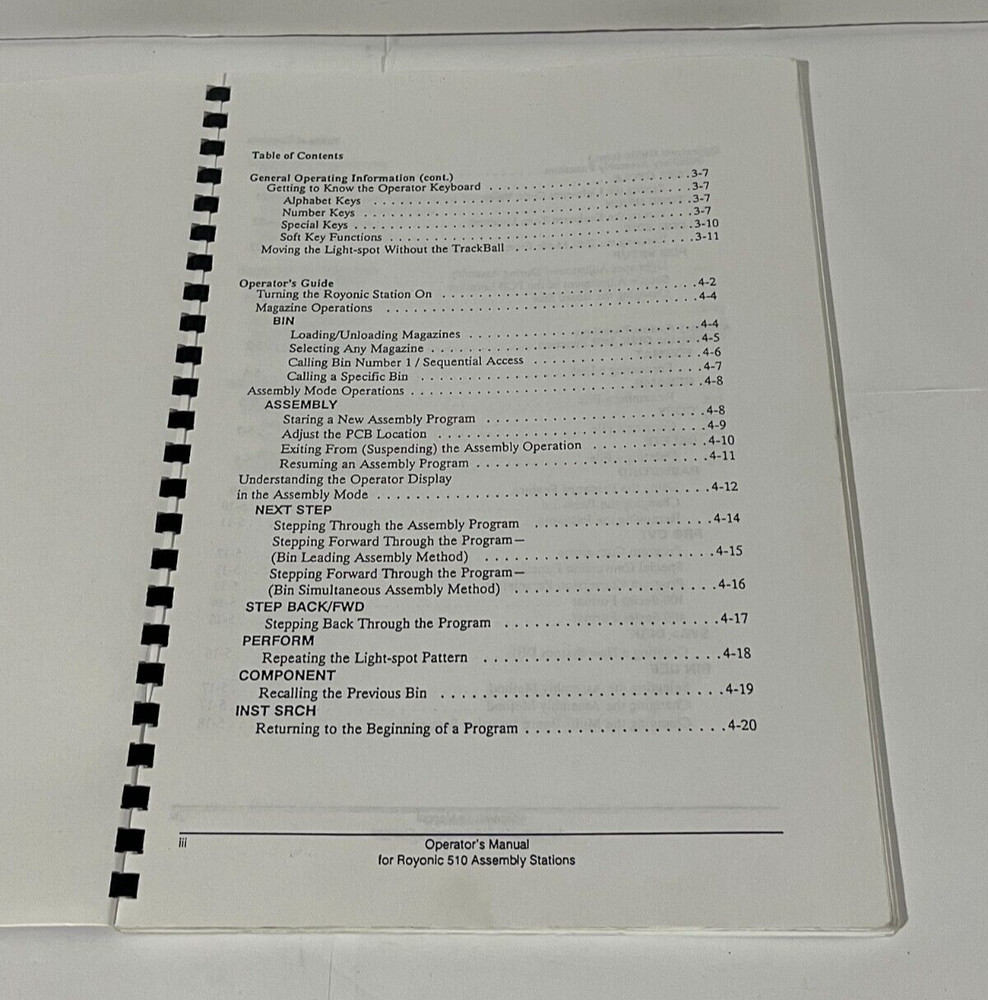 Table of Contents
General Operating Information (cont.)
Getting to Know the Operator Keyboard . . . . . . . . . . . . . . . . . . . . 3-7
Alphabet Keys . . . . . . . . . . . . . . . . . . . . . . . . . . . . . . 3-7
Number Keys . . . . . . . . . . . . . . . . . . . . . . . . . . . . . . 3-7
Special Keys . . . . . . . . . . . . . . . . . . . . . . . . . . . . . . 3-7
Soft Key Functions . . . . . . . . . . . . . . . . . . . . . . . . . . . . 3-10
Moving the Light-spot Without the TrackBall . . . . . . . . . . . . . . . . . 3-11
Operator's Guide
Turning the Royonic Station On . . . . . . . . . . . . . . . . . . . . . . . 4-2
Magazine Operations . . . . . . . . . . . . . . . . . . . . . . . . . . . . 4-4
BIN
Loading/Unloading Magazines . . . . . . . . . . . . . . . . . . . . . 4-4
Selecting Any Magazine . . . . . . . . . . . . . . . . . . . . . . . . 4-5
Calling Bin Number 1 / Sequential Access . . . . . . . . . . . . . . . 4-6
Calling a Specific Bin . . . . . . . . . . . . . . . . . . . . . . . . . 4-7
Assembly Mode Operations . . . . . . . . . . . . . . . . . . . . . . . . . 4-8
ASSEMBLY
Staring a New Assembly Program . . . . . . . . . . . . . . . . . . . 4-8
Adjust the PCB Location . . . . . . . . . . . . . . . . . . . . . . . 4-9
Exiting From (Suspending) the Assembly Operation . . . . . . . . . . 4-10
Resuming an Assembly Program . . . . . . . . . . . . . . . . . . . . 4-11
Understanding the Operator Display
in the Assembly Mode . . . . . . . . . . . . . . . . . . . . . . . . . . . 4-12
NEXT STEP
Stepping Through the Assembly Program . . . . . . . . . . . . . . . 4-14
Stepping Forward Through the Program—
(Bin Leading Assembly Method) . . . . . . . . . . . . . . . . . . . 4-15
Stepping Forward Through the Program—
(Bin Simultaneous Assembly Method) . . . . . . . . . . . . . . . . . 4-16
STEP BACK/FWD
Stepping Back Through the Program . . . . . . . . . . . . . . . . . . 4-17
PERFORM
Repeating the Light-spot Pattern . . . . . . . . . . . . . . . . . . . 4-18
COMPONENT
Recalling the Previous Bin . . . . . . . . . . . . . . . . . . . . . . 4-19
INST SRCH
Returning to the Beginning of a Program . . . . . . . . . . . . . . . . 4-20
iii
Operator's Manual
for Royonic 510 Assembly Stations